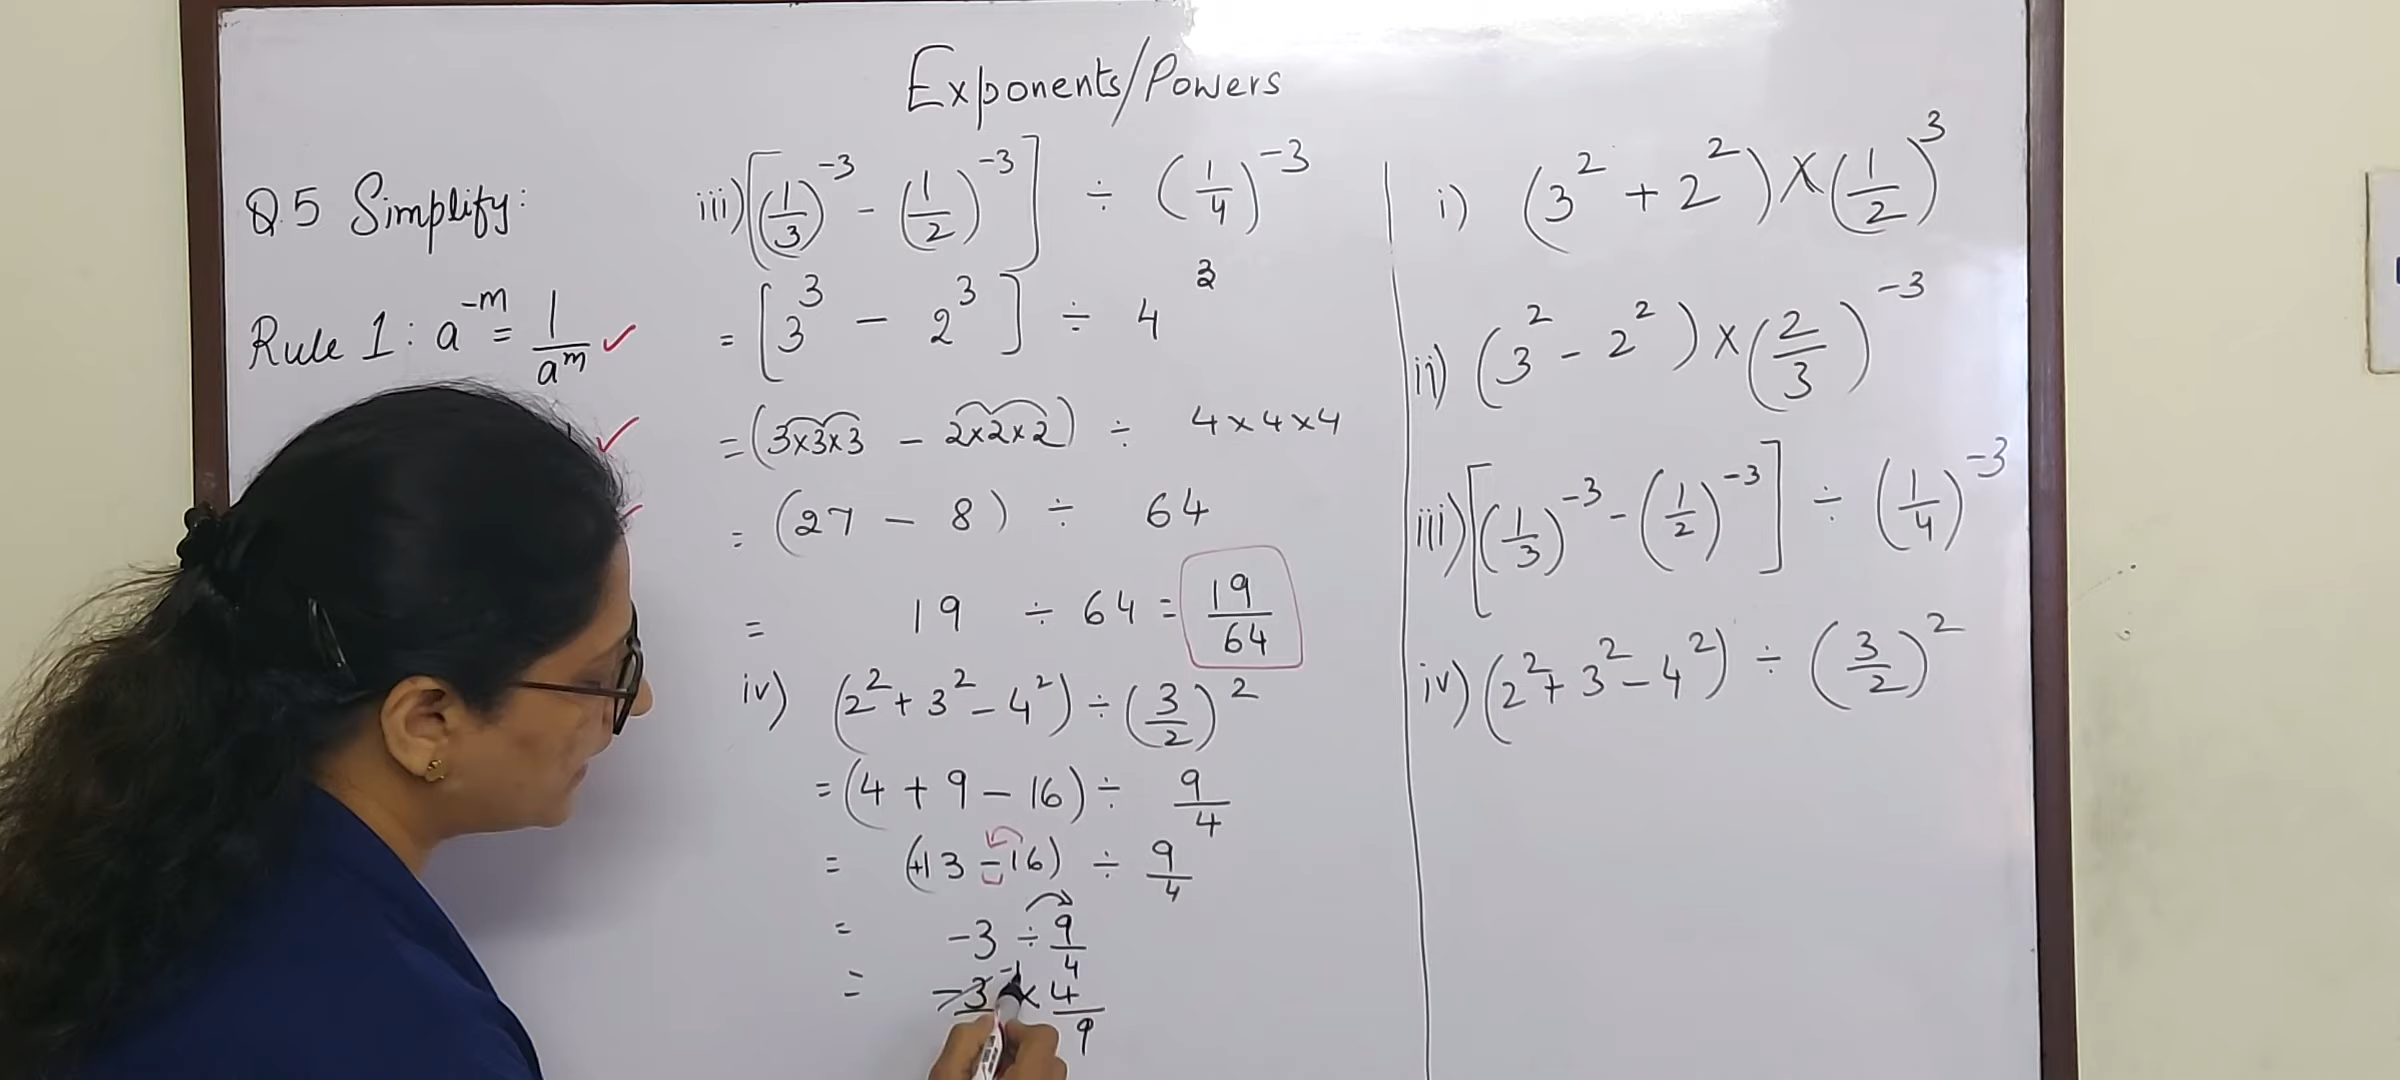 Exponents/Powers
Q.5 Simplify:
Rule 1: a^-m = 1/a^m ✓
✓
iii) [(1/3)^-3 - (1/2)^-3] ÷ (1/4)^-3
= [3^3 - 2^3] ÷ 4^3
= (3×3×3 - 2×2×2) ÷ 4×4×4
= (27 - 8) ÷ 64
= 19 ÷ 64 = 19/64
iv) (2^2 + 3^2 - 4^2) ÷ (3/2)^2
= (4 + 9 - 16) ÷ 9/4
= (+13 - 16) ÷ 9/4
= -3 ÷ 9/4
= -3 -1 × 4/9
i) (3^2 + 2^2) × (1/2)^3
ii) (3^2 - 2^2) × (2/3)^-3
iii) [(1/3)^-3 - (1/2)^-3] ÷ (1/4)^-3
iv) (2^2 + 3^2 - 4^2) ÷ (3/2)^2